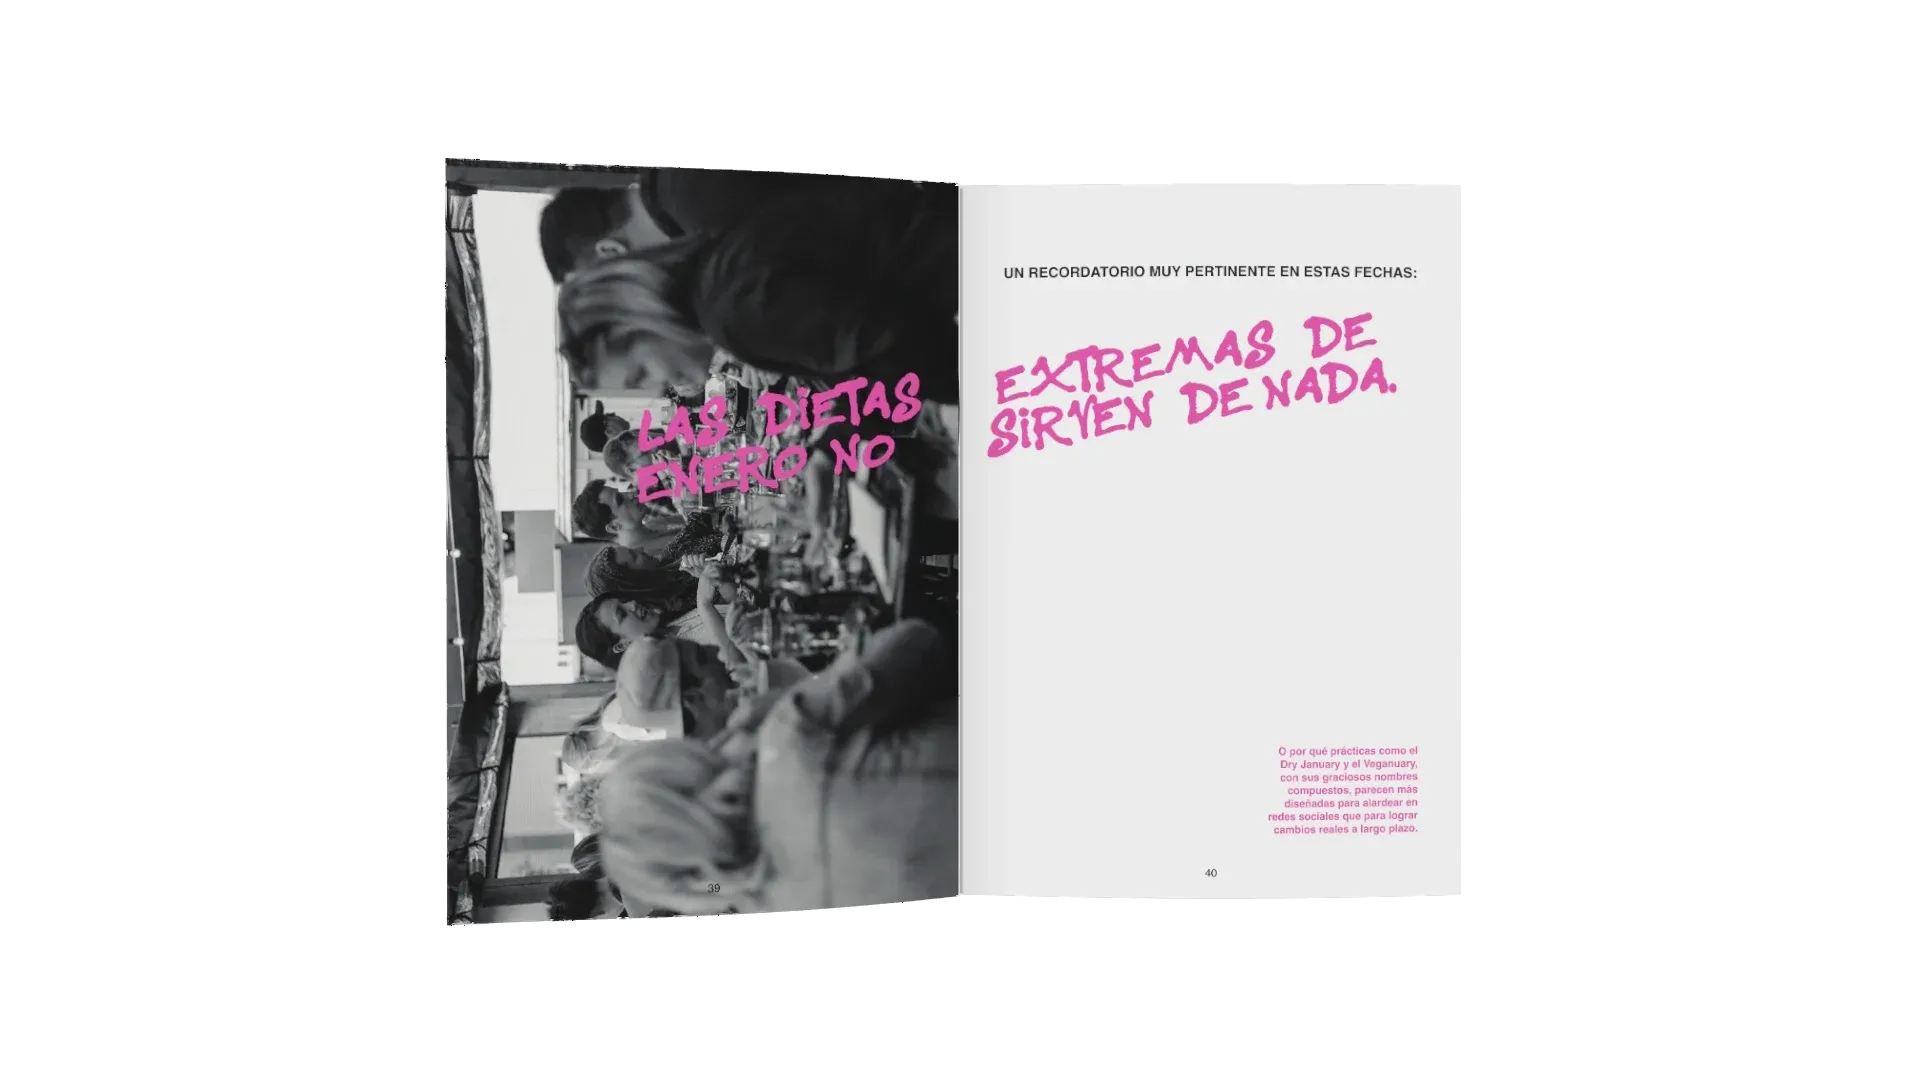 UN RECORDATORIO MUY PERTINENTE EN ESTAS FECHAS:
LAS DIETAS EXTREMAS DE
ENERO NO SIRVEN DE NADA.
O por qué prácticas como el
Dry January y el Veganuary,
con sus graciosos nombres
compuestos, parecen más
diseñadas para alardear en
redes sociales que para lograr
cambios reales a largo plazo.
39
40